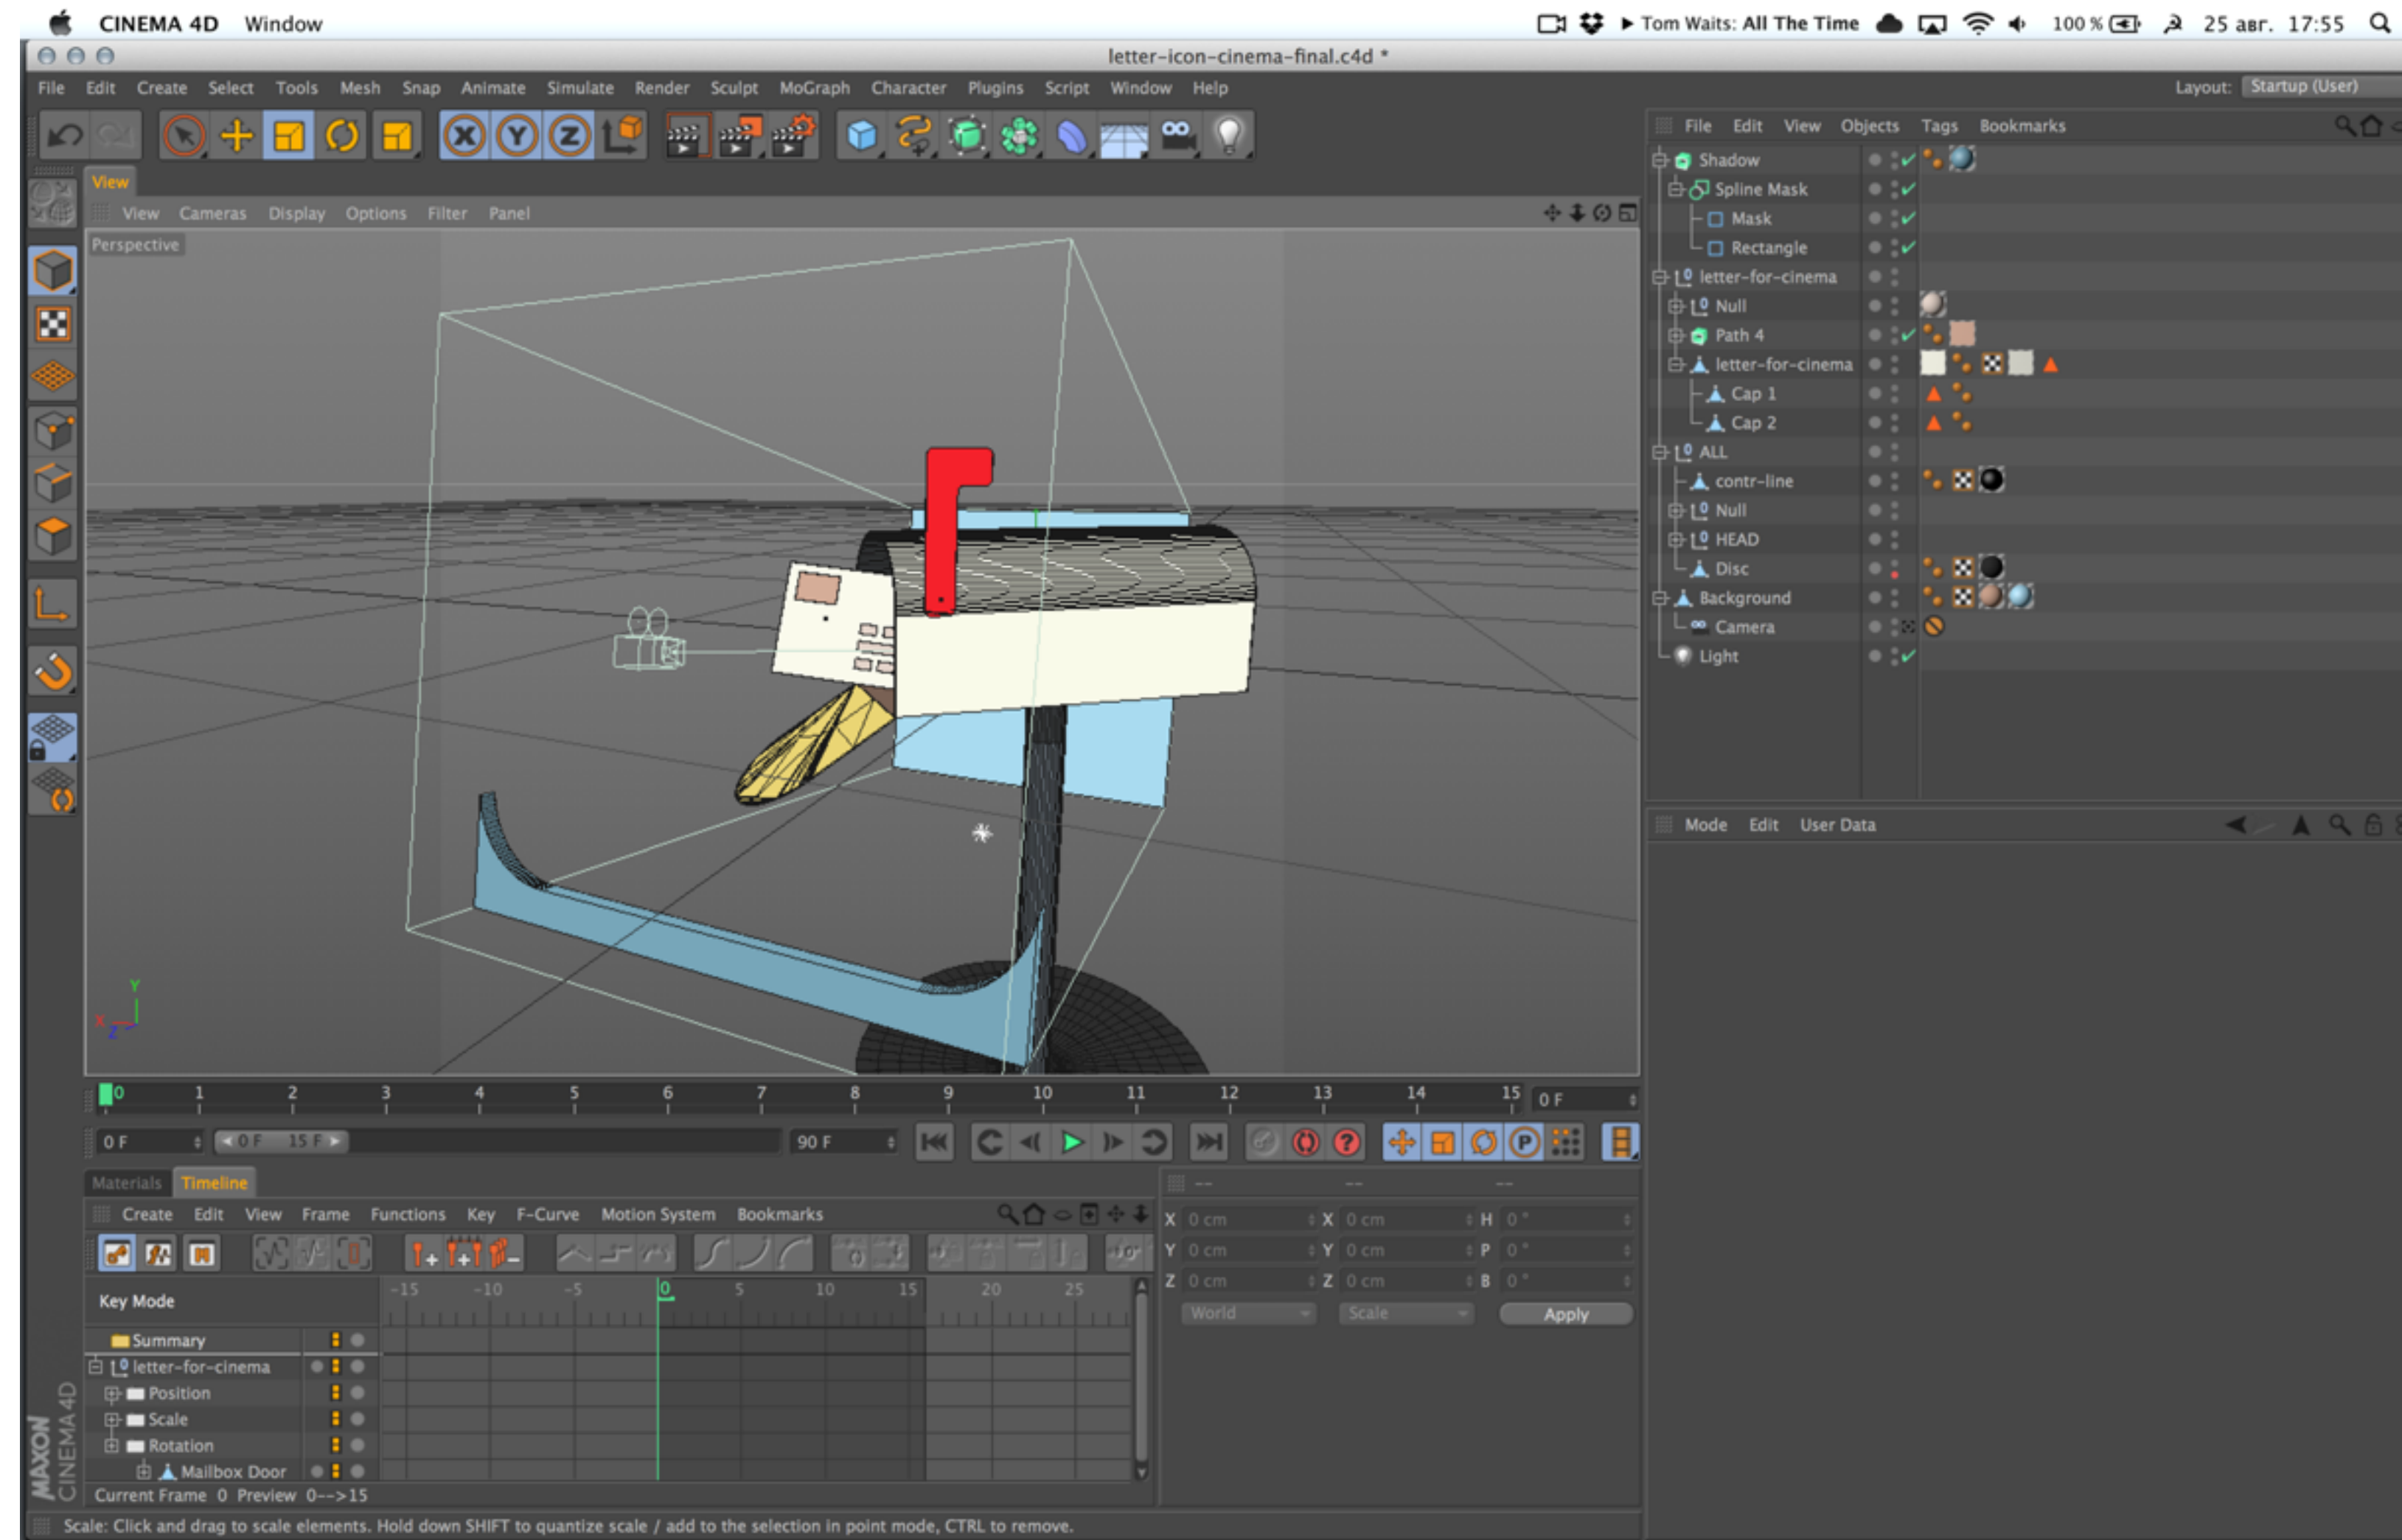 CINEMA 4D Window Tom Waits: All The Time 100 % 25 авг. 17:55
letter-icon-cinema-final.c4d *
File Edit Create Select Tools Mesh Snap Animate Simulate Render Sculpt MoGraph Character Plugins Script Window Help Layout: Startup (User)
X Y Z
File Edit View Objects Tags Bookmarks
View
View Cameras Display Options Filter Panel
Perspective
Shadow
Spline Mask
Mask
Rectangle
letter-for-cinema
Null
Path 4
letter-for-cinema
Cap 1
Cap 2
ALL
contr-line
Null
HEAD
Disc
Background
Camera
Light
Mode Edit User Data
Y
X
Z
0 1 2 3 4 5 6 7 8 9 10 11 12 13 14 15 0 F
0 F 0 F 15 F 90 F ? P
Materials Timeline
-- -- --
Create Edit View Frame Functions Key F-Curve Motion System Bookmarks
X 0 cm X 0 cm H 0 °
Y 0 cm Y 0 cm P 0 °
Z 0 cm Z 0 cm B 0 °
World Scale Apply
Key Mode -15 -10 -5 0 5 10 15 20 25
Summary
letter-for-cinema
Position
Scale
Rotation
Mailbox Door
MAXON
CINEMA 4D
Current Frame 0 Preview 0-->15
Scale: Click and drag to scale elements. Hold down SHIFT to quantize scale / add to the selection in point mode, CTRL to remove.